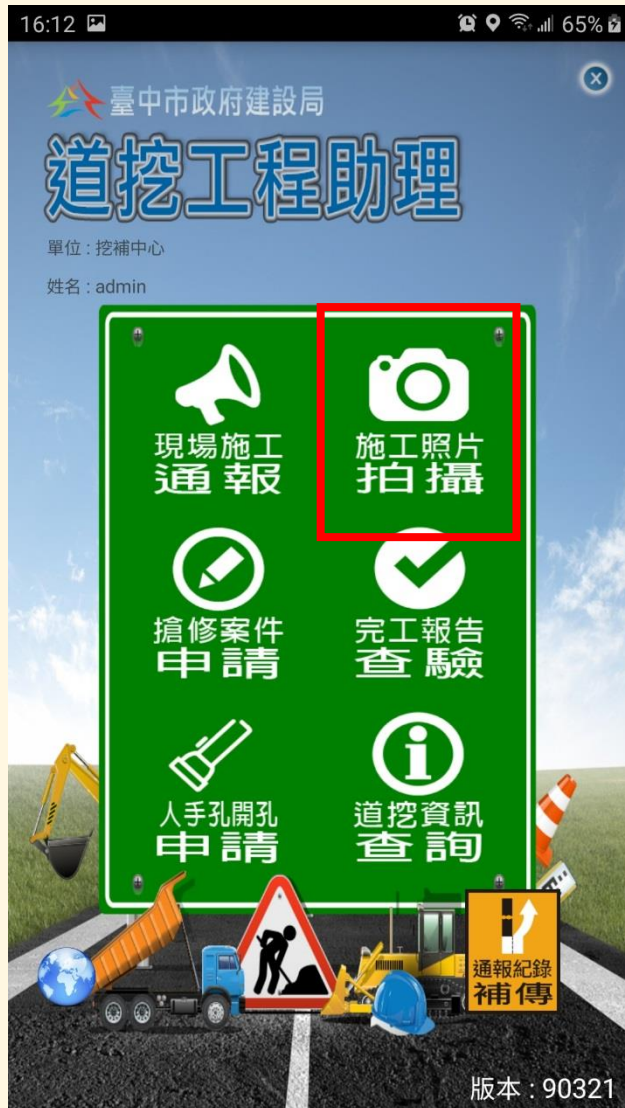 16:12 65%
臺中市政府建設局
道挖工程助理
單位 : 挖補中心
姓名 : admin
現場施工
通報
施工照片
拍攝
搶修案件
申請
完工報告
查驗
人手孔開孔
申請
道挖資訊
查詢
通報紀錄
補傳
版本 : 90321